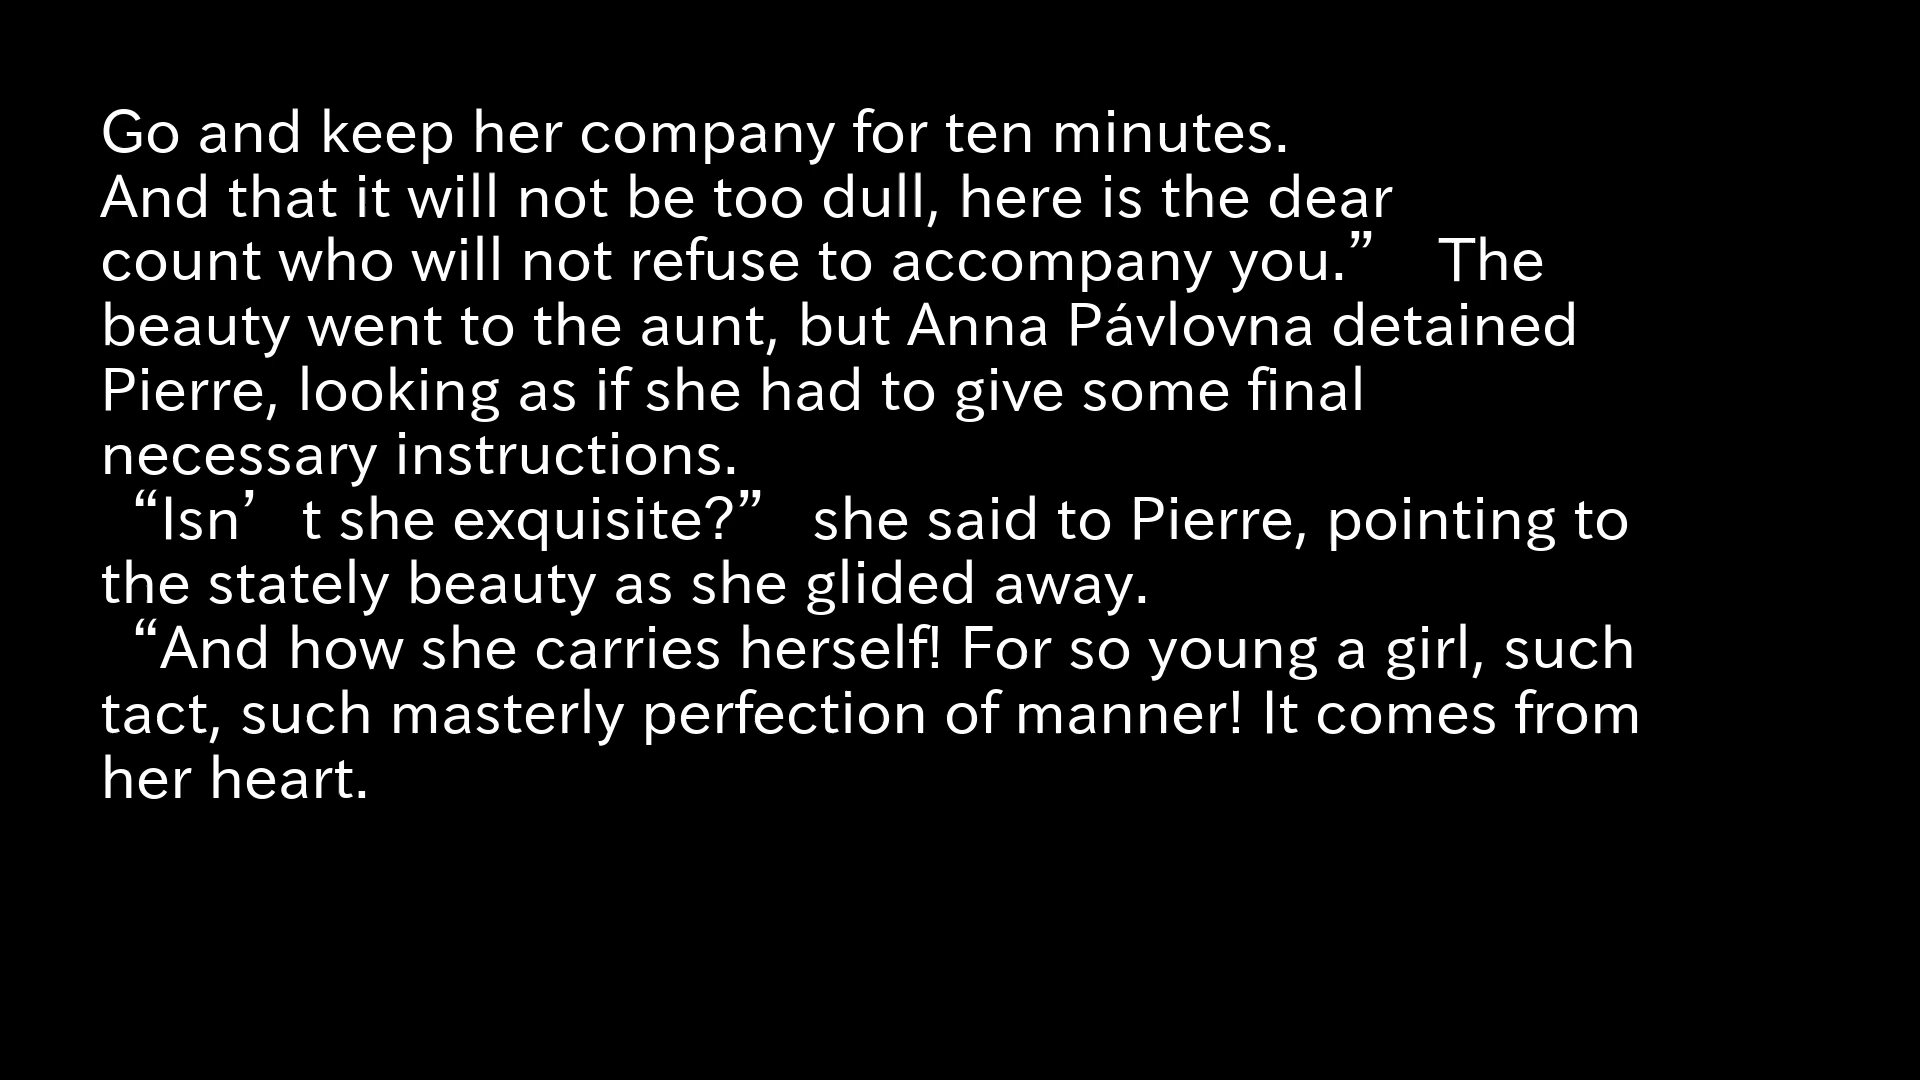 Go and keep her company for ten minutes.
And that it will not be too dull, here is the dear
count who will not refuse to accompany you.” The
beauty went to the aunt, but Anna Pávlovna detained
Pierre, looking as if she had to give some final
necessary instructions.
“Isn’t she exquisite?” she said to Pierre, pointing to
the stately beauty as she glided away.
“And how she carries herself! For so young a girl, such
tact, such masterly perfection of manner! It comes from
her heart.